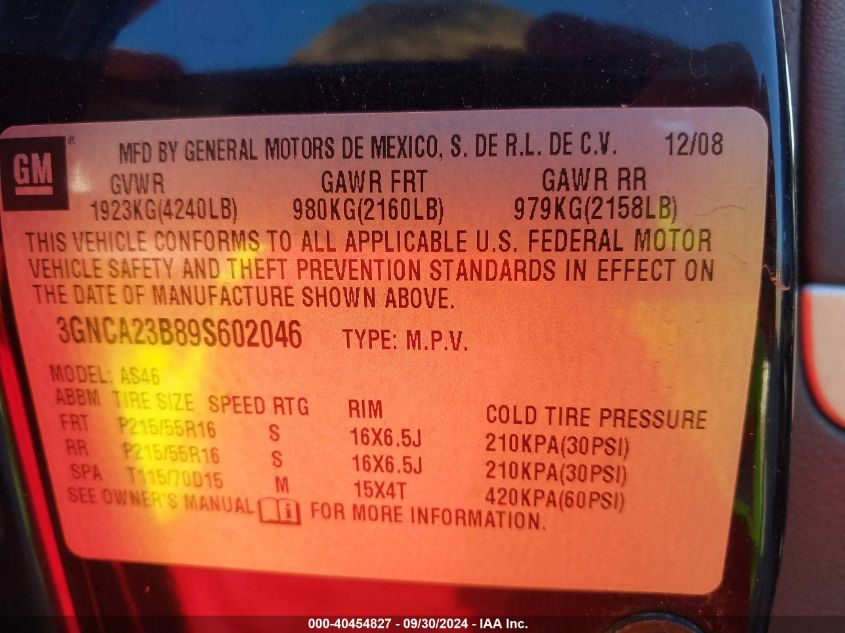 GM ® MFD BY GENERAL MOTORS DE MEXICO, S. DE R.L. DE C.V. 12/08
GVWR GAWR FRT GAWR RR
1923KG(4240LB) 980KG(2160LB) 979KG(2158LB)
THIS VEHICLE CONFORMS TO ALL APPLICABLE U.S. FEDERAL MOTOR
VEHICLE SAFETY AND THEFT PREVENTION STANDARDS IN EFFECT ON
THE DATE OF MANUFACTURE SHOWN ABOVE.
3GNCA23B89S602046 TYPE: M.P.V.
MODEL: AS46
ABBM TIRE SIZE SPEED RTG RIM COLD TIRE PRESSURE
FRT P215/55R16 S 16X6.5J 210KPA(30PSI)
RR P215/55R16 S 16X6.5J 210KPA(30PSI)
SPA T115/70D15 M 15X4T 420KPA(60PSI)
SEE OWNER'S MANUAL FOR MORE INFORMATION.
000-40454827 - 09/30/2024 - IAA Inc.